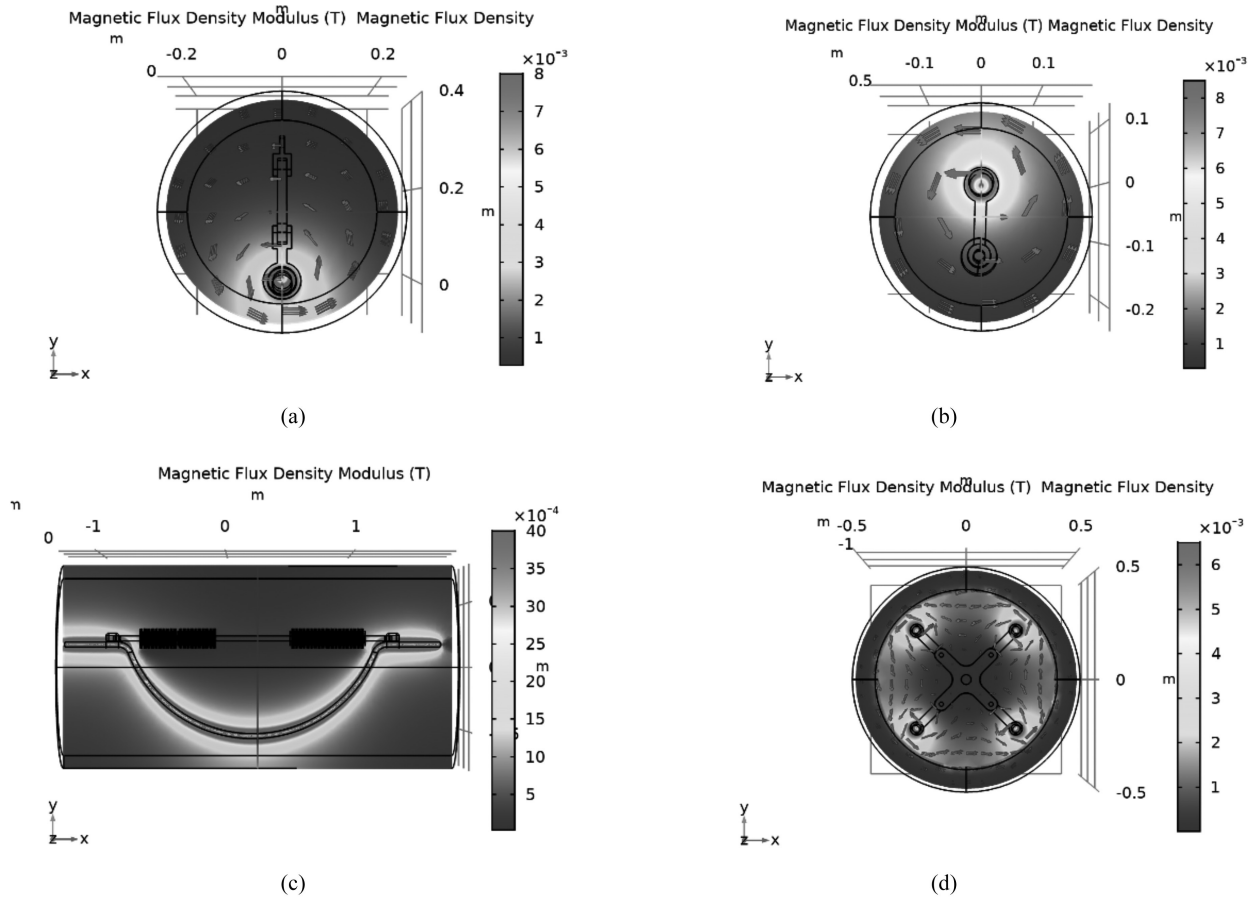 Magnetic Flux Density Modulus (T) Magnetic Flux Density
m
m
-0.2 0 0.2
0
×10⁻³
8
7
6
5
4
3
2
1
0.4
0.2
m
0
y
z x
(a)
Magnetic Flux Density Modulus (T) Magnetic Flux Density
m
m
-0.1 0 0.1
0.5
×10⁻³
8
7
6
5
4
3
2
1
0.1
0
m
-0.1
-0.2
y
z x
(b)
Magnetic Flux Density Modulus (T)
m
m
-1 0 1
0
×10⁻⁴
40
35
30
25
20
15
10
5
m
y
z x
(c)
Magnetic Flux Density Modulus (T) Magnetic Flux Density
m
m -0.5 0 0.5
-1
×10⁻³
6
5
4
3
2
1
0.5
0
m
-0.5
y
z x
(d)